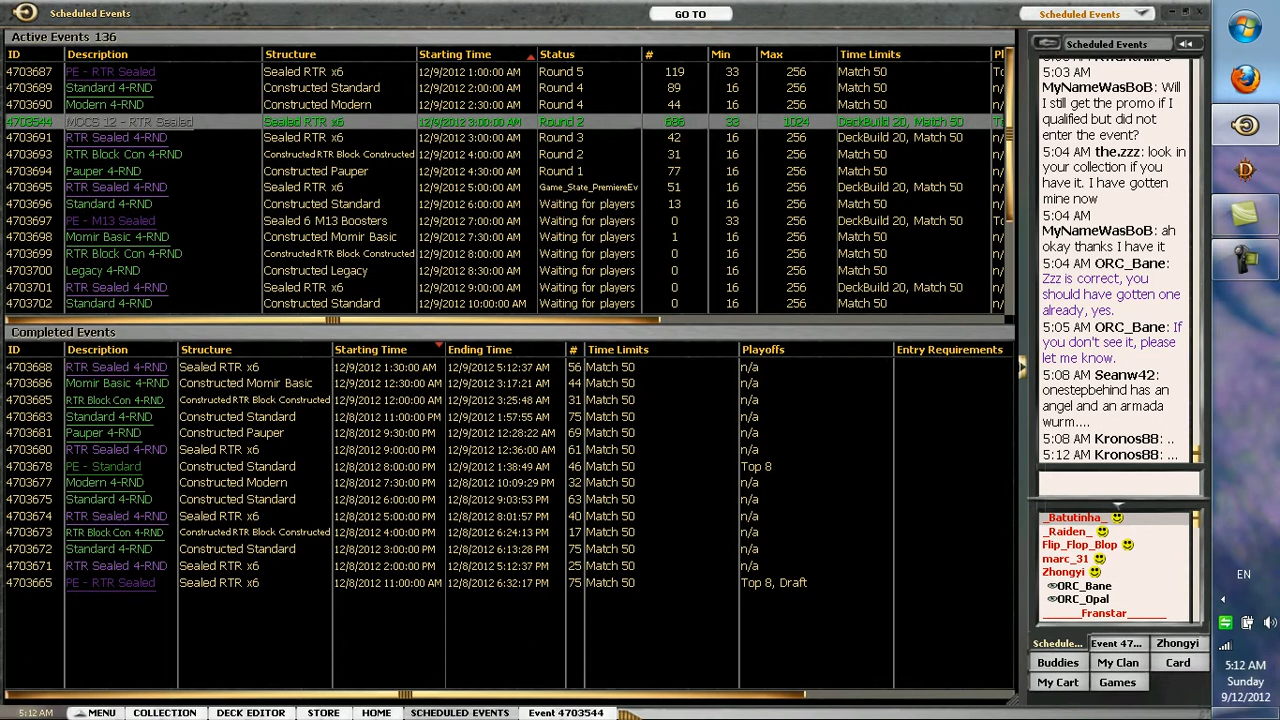 Scheduled Events
GO TO
Scheduled Events
Active Events 136
ID Description Structure Starting Time Status # Min Max Time Limits Pl
4703687 PE - RTR Sealed Sealed RTR x6 12/9/2012 1:00:00 AM Round 5 119 33 256 Match 50 To
4703689 Standard 4-RND Constructed Standard 12/9/2012 2:00:00 AM Round 4 89 16 256 Match 50 n/
4703690 Modern 4-RND Constructed Modern 12/9/2012 2:30:00 AM Round 4 44 16 256 Match 50 n/
4703544 MOCS 12 - RTR Sealed Sealed RTR x6 12/9/2012 3:00:00 AM Round 2 686 33 1024 DeckBuild 20, Match 50 To
4703691 RTR Sealed 4-RND Sealed RTR x6 Round 3 42 16 256 DeckBuild 20, Match 50 n/
4703693 RTR Block Con 4-RND Constructed RTR Block Constructed 12/9/2012 4:00:00 AM Round 2 31 16 256 Match 50 n/
4703694 Pauper 4-RND Constructed Pauper 12/9/2012 4:30:00 AM Round 1 77 16 256 Match 50 n/
4703695 RTR Sealed 4-RND Sealed RTR x6 12/9/2012 5:00:00 AM Game_State_PremiereEv 51 16 256 DeckBuild 20, Match 50 n/
4703696 Standard 4-RND Constructed Standard 12/9/2012 6:00:00 AM Waiting for players 13 16 256 Match 50 n/
4703697 PE - M13 Sealed Sealed 6 M13 Boosters 12/9/2012 7:00:00 AM Waiting for players 0 33 256 DeckBuild 20, Match 50 To
4703698 Momir Basic 4-RND Constructed Momir Basic 12/9/2012 7:30:00 AM Waiting for players 1 16 256 Match 50 n/
4703699 RTR Block Con 4-RND Constructed RTR Block Constructed 12/9/2012 8:00:00 AM Waiting for players 0 16 256 Match 50 n/
4703700 Legacy 4-RND Constructed Legacy 12/9/2012 8:30:00 AM Waiting for players 0 16 256 Match 50 n/
4703701 RTR Sealed 4-RND Sealed RTR x6 12/9/2012 9:00:00 AM Waiting for players 0 16 256 DeckBuild 20, Match 50 n/
4703702 Standard 4-RND Constructed Standard 12/9/2012 10:00:00 AM Waiting for players 0 16 256 Match 50 n/
Completed Events
ID Description Structure Starting Time Ending Time # Time Limits Playoffs Entry Requirements
4703688 RTR Sealed 4-RND Sealed RTR x6 12/9/2012 1:30:00 AM 12/9/2012 5:12:37 AM 56 Match 50 n/a
4703686 Momir Basic 4-RND Constructed Momir Basic 12/9/2012 12:30:00 AM 12/9/2012 3:17:21 AM 44 Match 50 n/a
4703685 RTR Block Con 4-RND Constructed RTR Block Constructed 12/9/2012 12:00:00 AM 12/9/2012 3:25:48 AM 31 Match 50 n/a
4703683 Standard 4-RND Constructed Standard 12/8/2012 11:00:00 PM 12/9/2012 1:57:55 AM 75 Match 50 n/a
4703681 Pauper 4-RND Constructed Pauper 12/8/2012 9:30:00 PM 12/9/2012 12:28:22 AM 69 Match 50 n/a
4703680 RTR Sealed 4-RND Sealed RTR x6 12/8/2012 9:00:00 PM 12/9/2012 12:36:00 AM 61 Match 50 n/a
4703678 PE - Standard Constructed Standard 12/8/2012 8:00:00 PM 12/9/2012 1:38:49 AM 46 Match 50 Top 8
4703677 Modern 4-RND Constructed Modern 12/8/2012 7:30:00 PM 12/8/2012 10:09:29 PM 32 Match 50 n/a
4703675 Standard 4-RND Constructed Standard 12/8/2012 6:00:00 PM 12/8/2012 9:03:53 PM 63 Match 50 n/a
4703674 RTR Sealed 4-RND Sealed RTR x6 12/8/2012 5:00:00 PM 12/8/2012 8:01:57 PM 40 Match 50 n/a
4703673 RTR Block Con 4-RND Constructed RTR Block Constructed 12/8/2012 4:00:00 PM 12/8/2012 6:24:13 PM 17 Match 50 n/a
4703672 Standard 4-RND Constructed Standard 12/8/2012 3:00:00 PM 12/8/2012 6:13:28 PM 75 Match 50 n/a
4703671 RTR Sealed 4-RND Sealed RTR x6 12/8/2012 1:00:00 PM 12/8/2012 5:12:37 PM 25 Match 50 n/a
4703665 PE - RTR Sealed Sealed RTR x6 12/8/2012 11:00:00 AM 12/8/2012 6:32:17 PM 75 Match 50 Top 8, Draft
Scheduled Events
5:03 AM
MyNameWasBoB: Will
I still get the promo if I
qualified but did not
enter the event?
5:04 AM the.zzz: look in
your collection if you
have it. I have gotten
mine now
5:04 AM
MyNameWasBoB: ah
okay thanks I have it
5:04 AM ORC_Bane:
Zzz is correct, you
should have gotten one
already, yes.
5:05 AM ORC_Bane: If
you don't see it, please
let me know.
5:08 AM Seanw42:
onestepbehind has an
angel and an armada
wurm....
5:08 AM Kronos88: ..
5:12 AM Kronos88: ...
_Batutinha_
_Raiden_
Flip_Flop_Blop
marc_31
Zhongyi
ORC_Bane
ORC_Opal
______Franstar______
Schedule... Event 47... Zhongyi
Buddies My Clan Card
My Cart Games
EN
5:12 AM
Sunday
9/12/2012
5:12 AM MENU COLLECTION DECK EDITOR STORE HOME SCHEDULED EVENTS Event 4703544